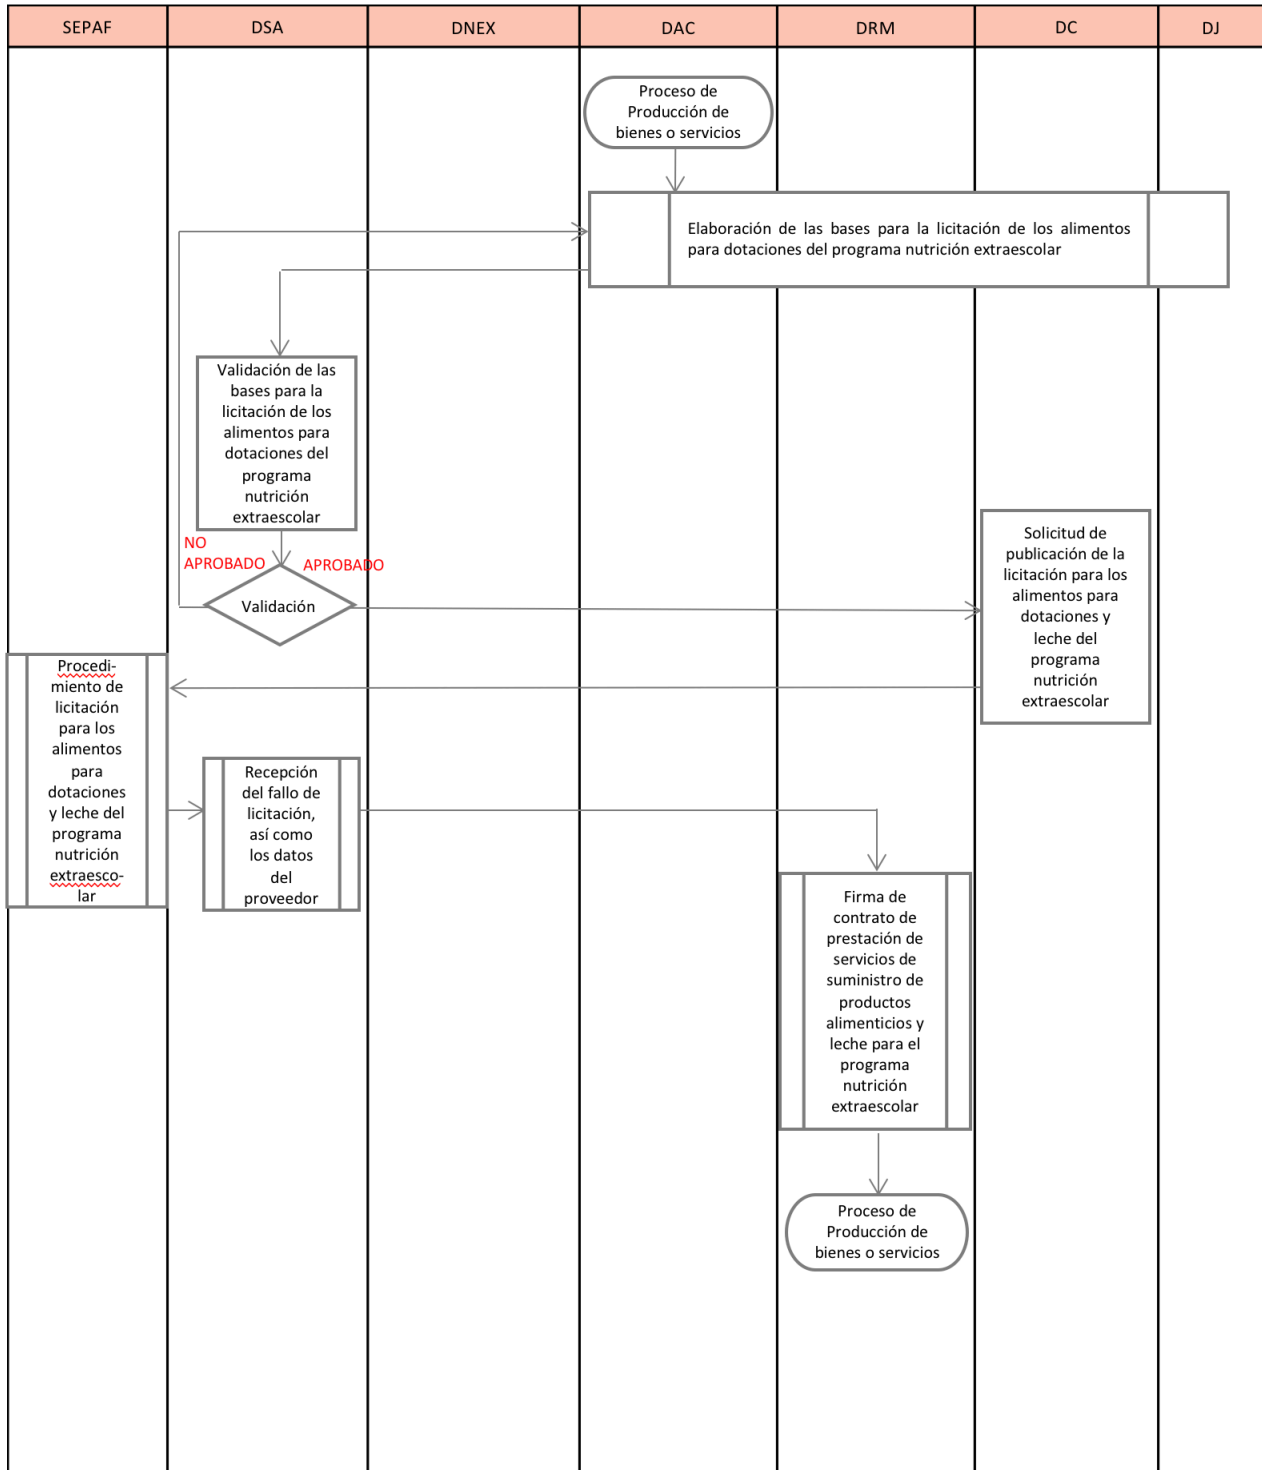 SEPAF
DSA
DNEX
DAC
DRM
DC
DJ
Proceso de
Producción de
bienes o servicios
Elaboración de las bases para la licitación de los alimentos
para dotaciones del programa nutrición extraescolar
Validación de las
bases para la
licitación de los
alimentos para
dotaciones del
programa
nutrición
extraescolar
NO
APROBADO
APROBADO
Validación
Solicitud de
publicación de la
licitación para los
alimentos para
dotaciones y
leche del
programa
nutrición
extraescolar
Procedi-
miento de
licitación
para los
alimentos
para
dotaciones
y leche del
programa
nutrición
extraesco-
lar
Recepción
del fallo de
licitación,
así como
los datos
del
proveedor
Firma de
contrato de
prestación de
servicios de
suministro de
productos
alimenticios y
leche para el
programa
nutrición
extraescolar
Proceso de
Producción de
bienes o servicios